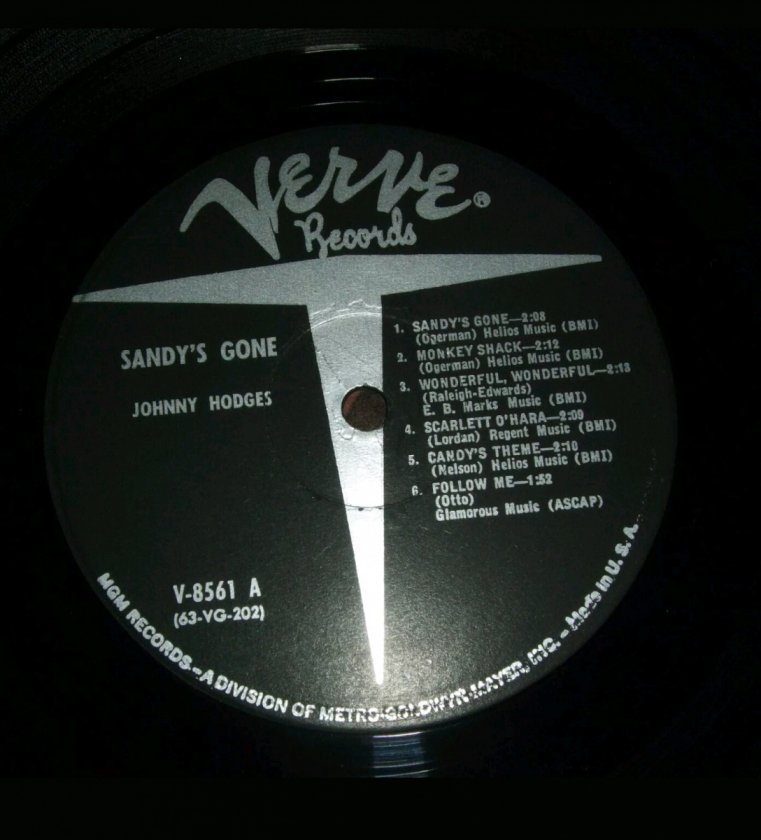 VERVE ®
Records
SANDY'S GONE
JOHNNY HODGES
1. SANDY'S GONE—2:08
(Ogerman) Helios Music (BMI)
2. MONKEY SHACK—2:12
(Ogerman) Helios Music (BMI)
3. WONDERFUL, WONDERFUL—2:13
(Raleigh-Edwards)
E. B. Marks Music (BMI)
4. SCARLETT O'HARA—2:09
(Lordan) Regent Music (BMI)
5. CANDY'S THEME—2:10
(Nelson) Helios Music (BMI)
6. FOLLOW ME—1:52
(Otto)
Glamorous Music (ASCAP)
V-8561 A
(63-VG-202)
MGM RECORDS – A DIVISION OF METRO-GOLDWYN-MAYER, INC. – Made in U. S. A.